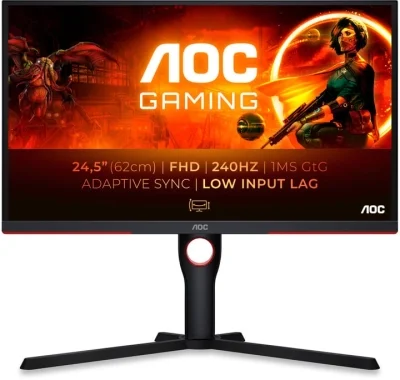 AOC
GAMING
24,5” (62cm) | FHD | 240HZ | 1MS GtG
ADAPTIVE SYNC | LOW INPUT LAG
AOC
AOC